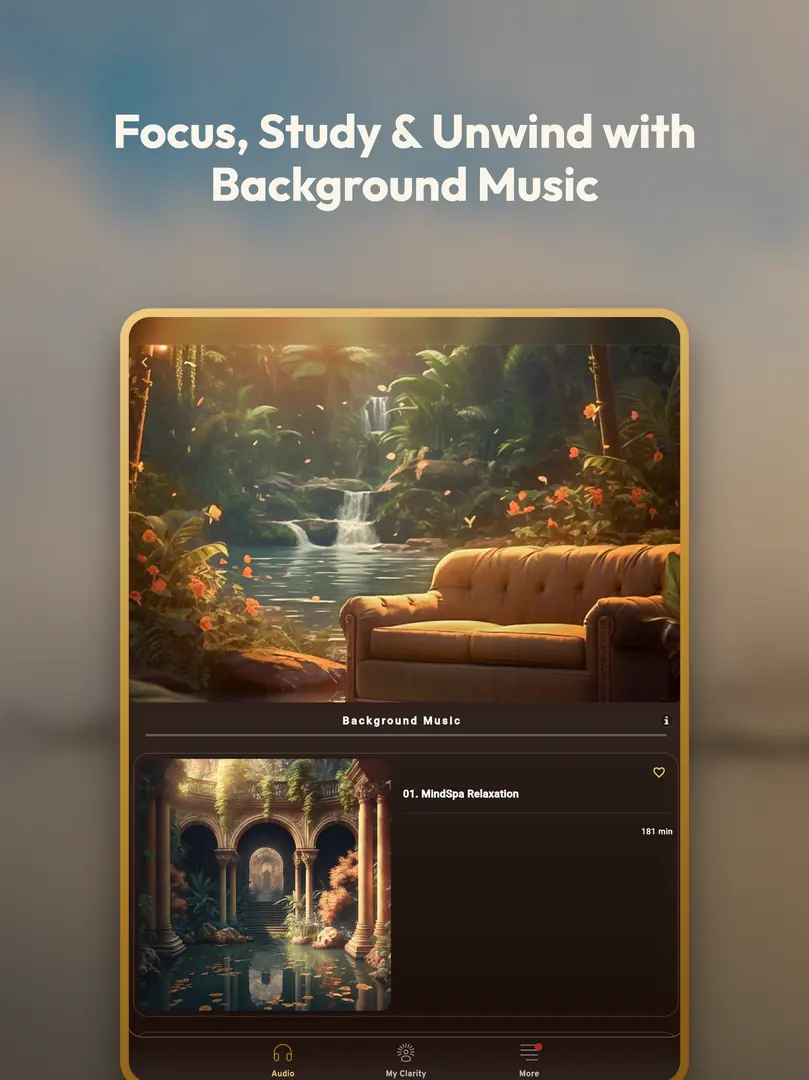 Focus, Study & Unwind with
Background Music
Background Music
01. MindSpa Relaxation
181 min
Audio
My Clarity
More